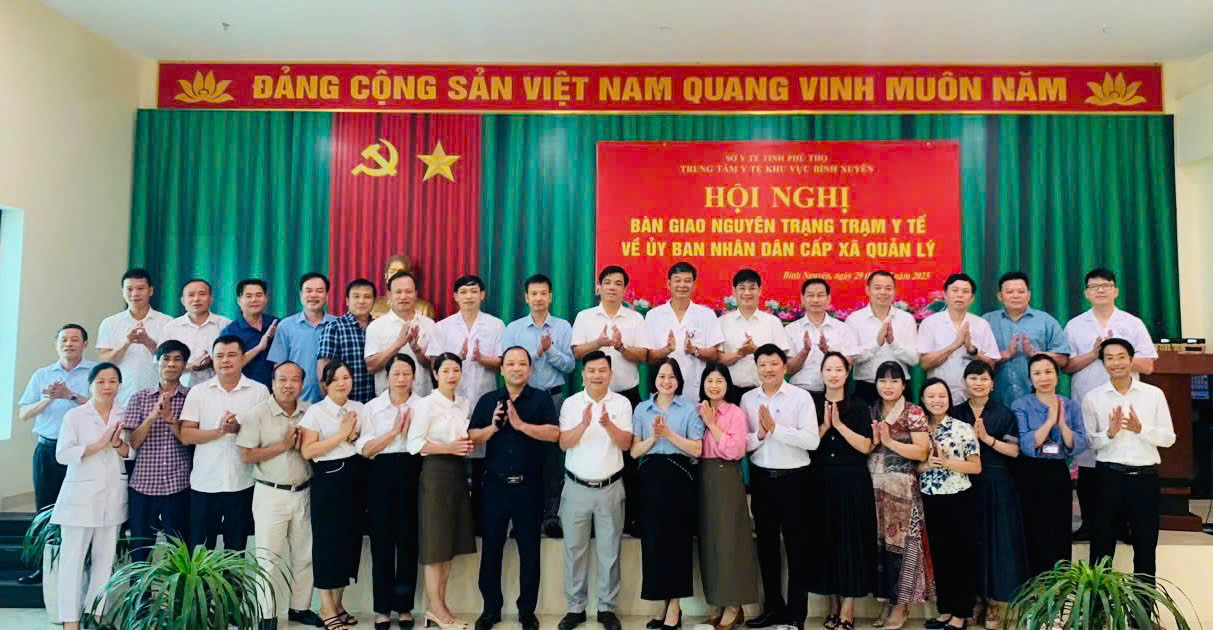 ĐẢNG CỘNG SẢN VIỆT NAM QUANG VINH MUÔN NĂM
SỞ Y TẾ TỈNH PHÚ THỌ
TRUNG TÂM Y TẾ KHU VỰC BÌNH XUYÊN
HỘI NGHỊ
BÀN GIAO NGUYÊN TRẠNG TRẠM Y TẾ
VỀ ỦY BAN NHÂN DÂN CẤP XÃ QUẢN LÝ
Bình Nguyên, ngày 29 năm 2025